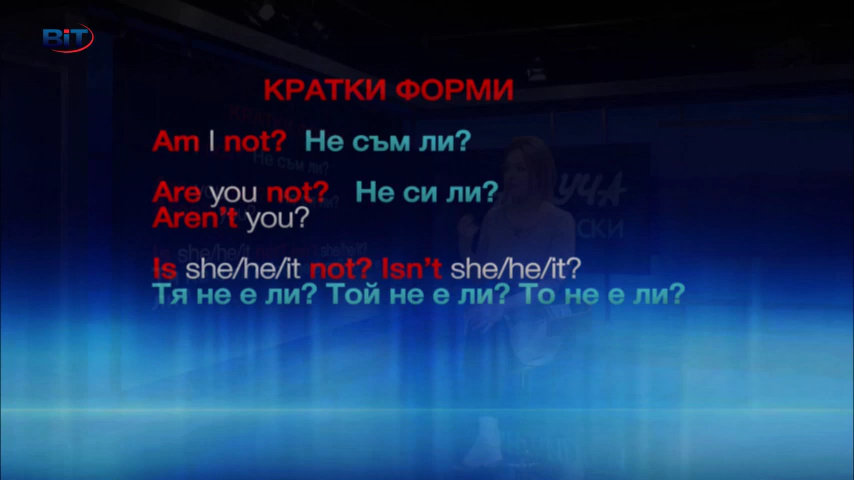 BiT
КРАТКИ ФОРМИ
Am I not? Не съм ли?
Are you not? Не си ли?
Aren't you?
Is she/he/it not? Isn't she/he/it?
Тя не е ли? Той не е ли? То не е ли?
УЧА